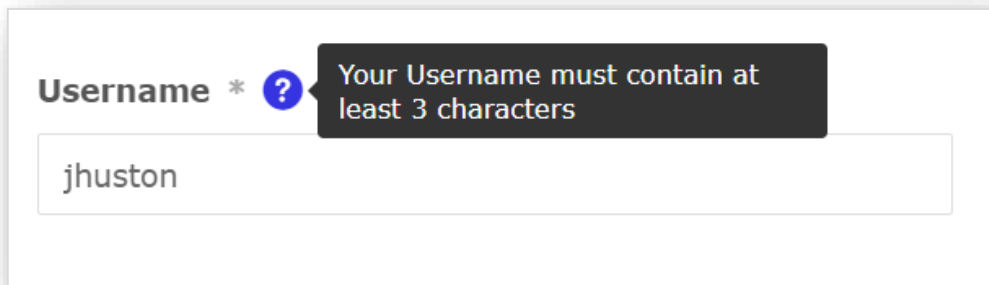 Username * ?
Your Username must contain at
least 3 characters
jhuston